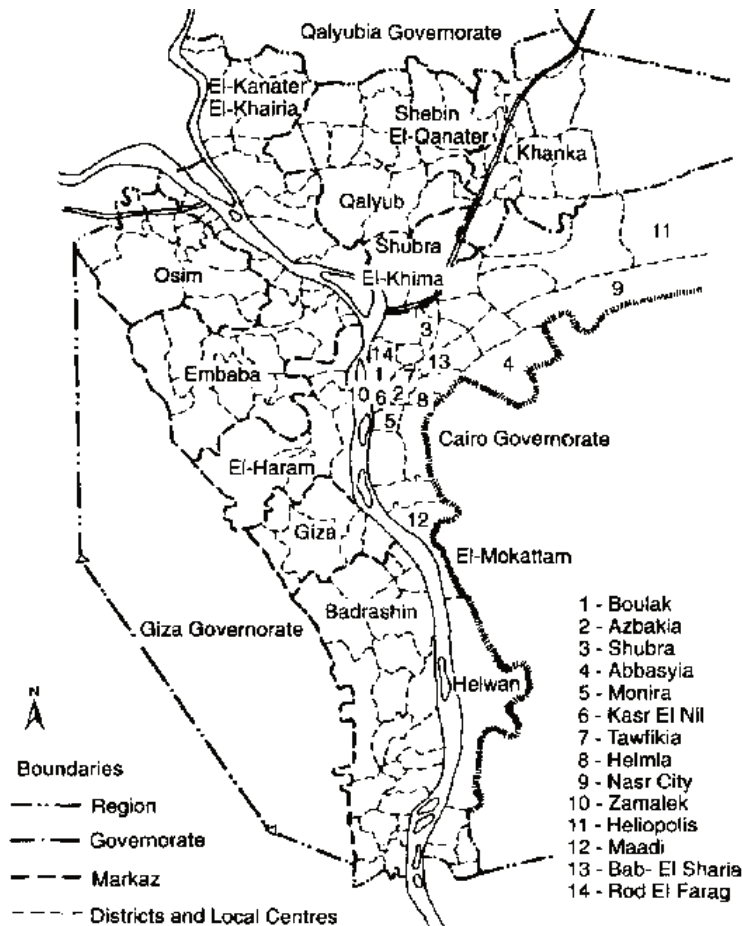 Qalyubia Governorate
El-Kanater
El-Khairia
Shebin
El-Qanater
Khanka
Qalyub
11
Shubra
Osim
El-Khima
9
3
14
13
4
Embaba
1
7
0
6
2
8
5
Cairo Governorate
El-Haram
12
Giza
El-Mokattam
Badrashin
Giza Governorate
Helwan
1 - Boulak
2 - Azbakia
3 - Shubra
4 - Abbasyia
5 - Monira
6 - Kasr El Nil
7 - Tawfikia
8 - Helmla
9 - Nasr City
10 - Zamalek
11 - Heliopolis
12 - Maadi
13 - Bab- El Sharia
14 - Rod El Farag
N
Boundaries
Region
Governorate
Markaz
Districts and Local Centres